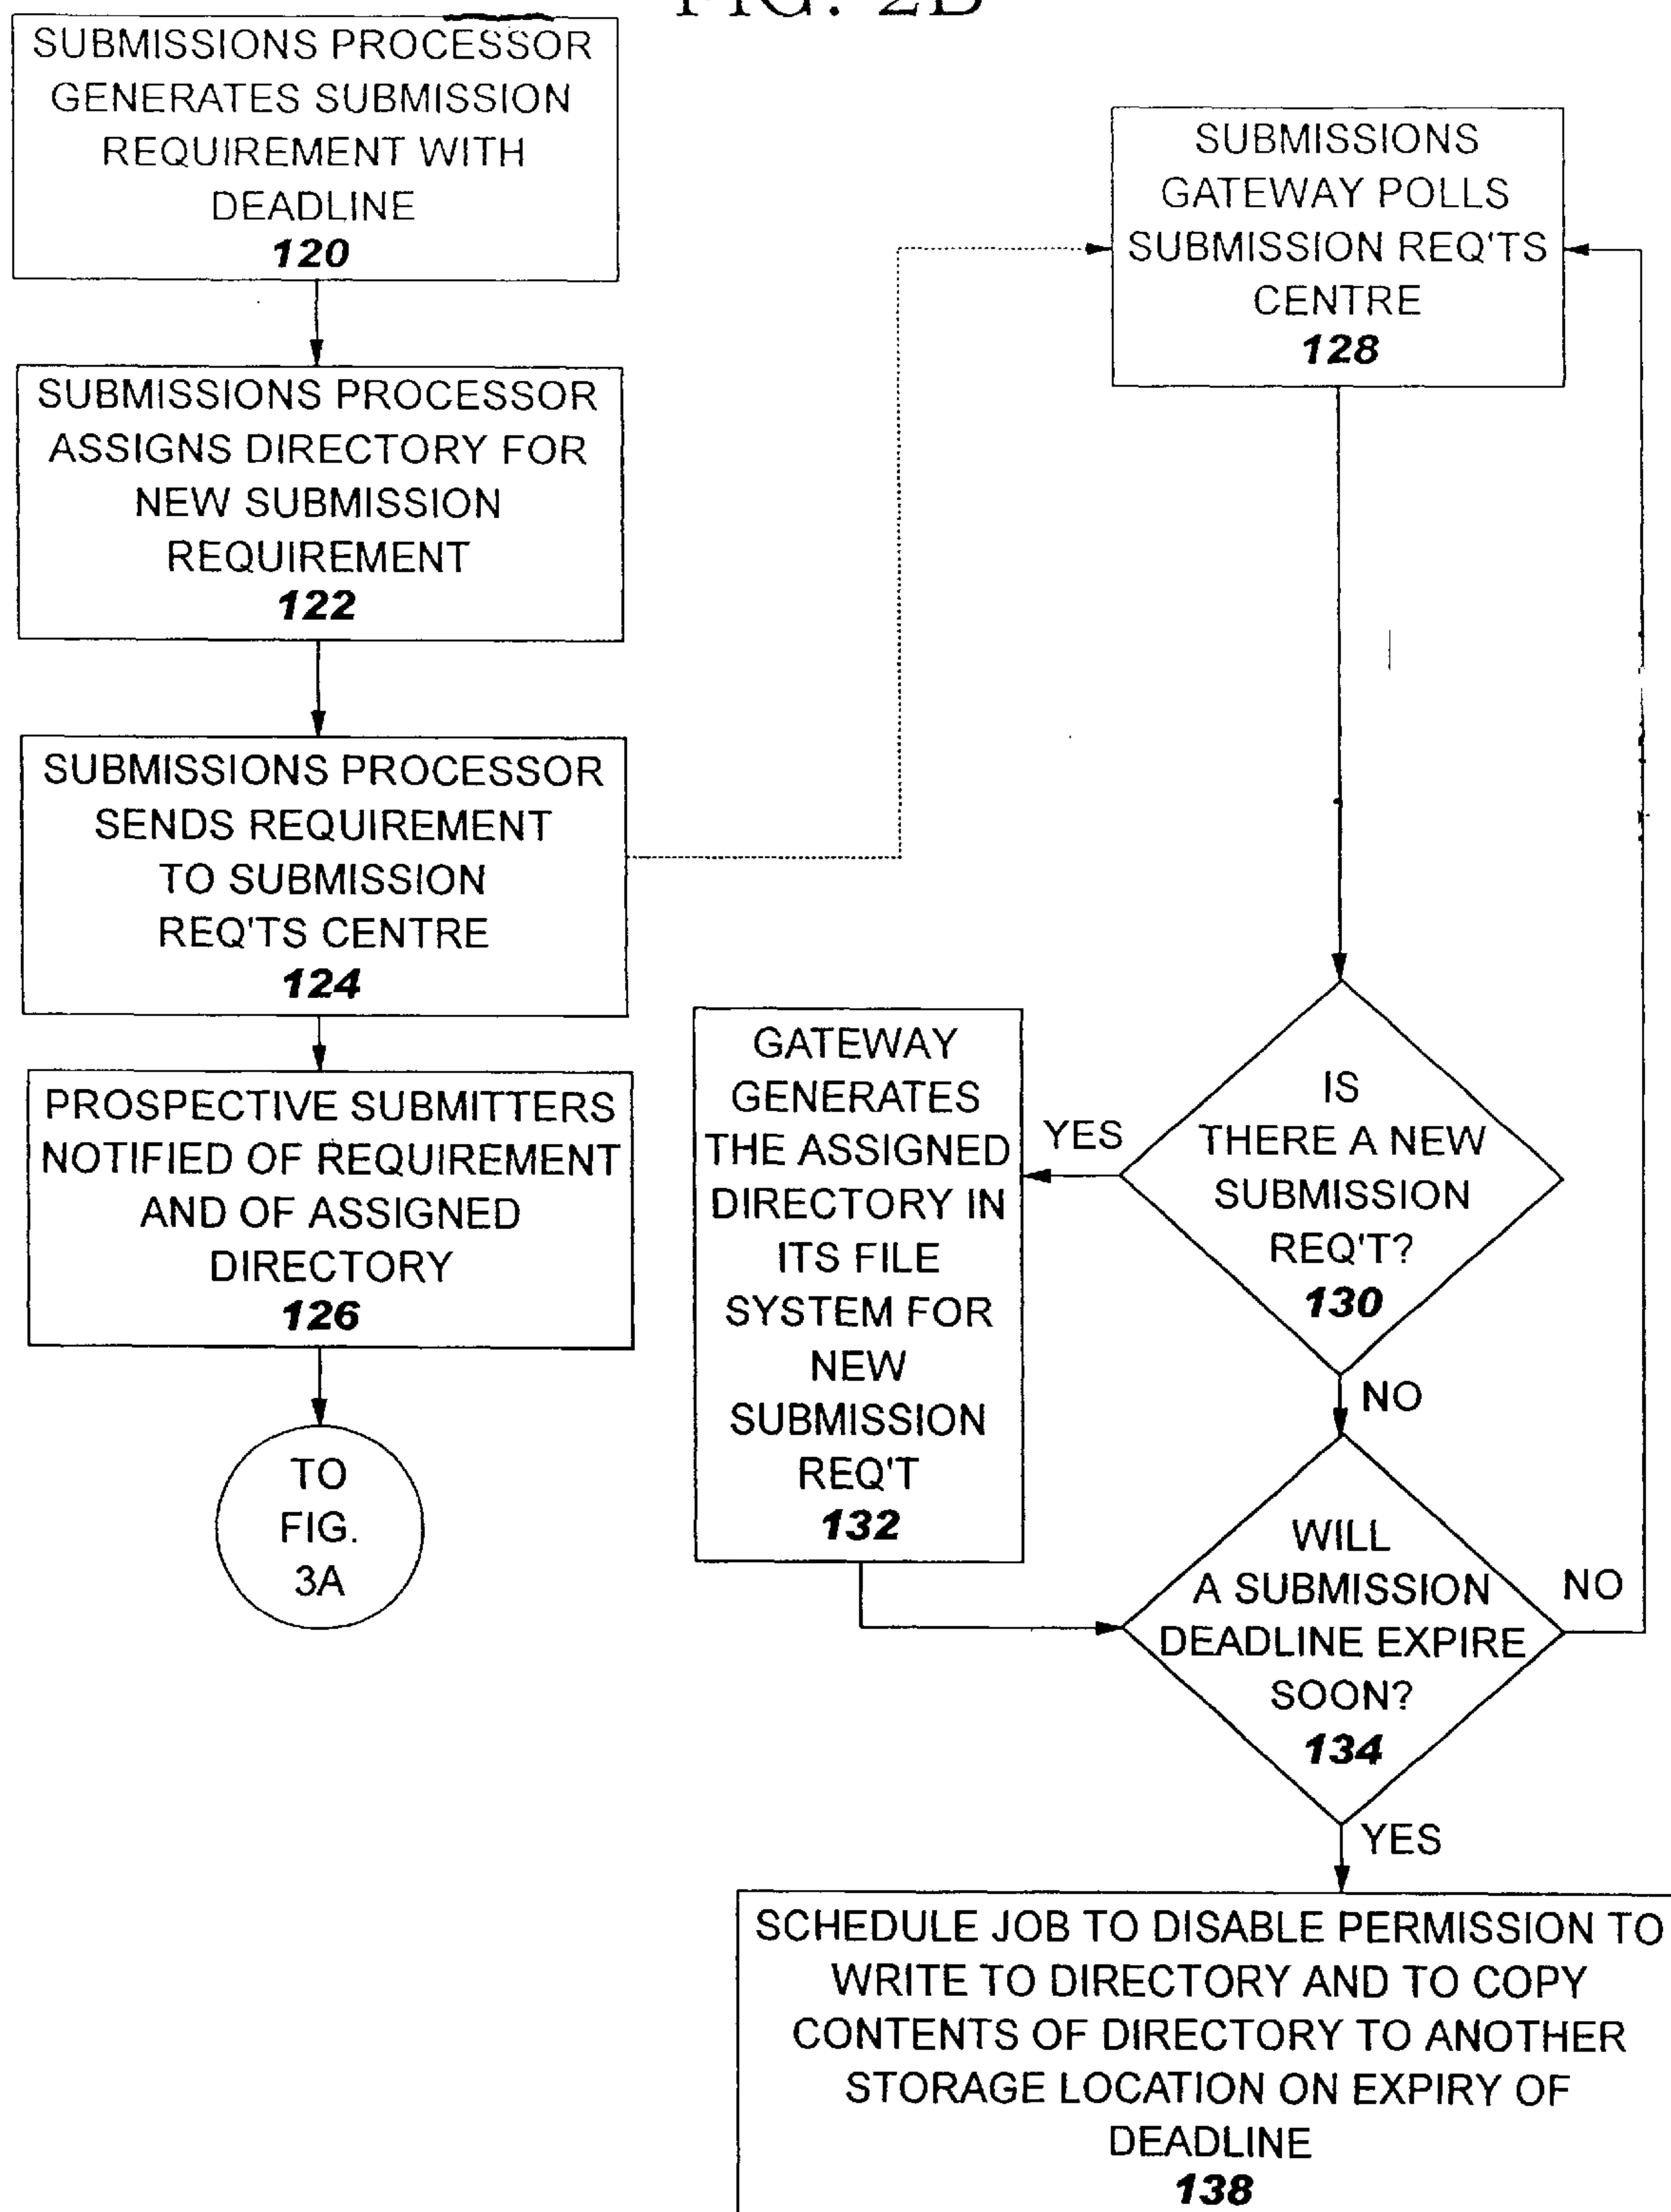 FIG. 2B
SUBMISSIONS PROCESSOR
GENERATES SUBMISSION
REQUIREMENT WITH
DEADLINE
120
SUBMISSIONS PROCESSOR
ASSIGNS DIRECTORY FOR
NEW SUBMISSION
REQUIREMENT
122
SUBMISSIONS PROCESSOR
SENDS REQUIREMENT
TO SUBMISSION
REQ'TS CENTRE
124
PROSPECTIVE SUBMITTERS
NOTIFIED OF REQUIREMENT
AND OF ASSIGNED
DIRECTORY
126
TO
FIG.
3A
SUBMISSIONS
GATEWAY POLLS
SUBMISSION REQ'TS
CENTRE
128
IS
THERE A NEW
SUBMISSION
REQ'T?
130
YES
NO
GATEWAY
GENERATES
THE ASSIGNED
DIRECTORY IN
ITS FILE
SYSTEM FOR
NEW
SUBMISSION
REQ'T
132
WILL
A SUBMISSION
DEADLINE EXPIRE
SOON?
134
NO
YES
SCHEDULE JOB TO DISABLE PERMISSION TO
WRITE TO DIRECTORY AND TO COPY
CONTENTS OF DIRECTORY TO ANOTHER
STORAGE LOCATION ON EXPIRY OF
DEADLINE
138